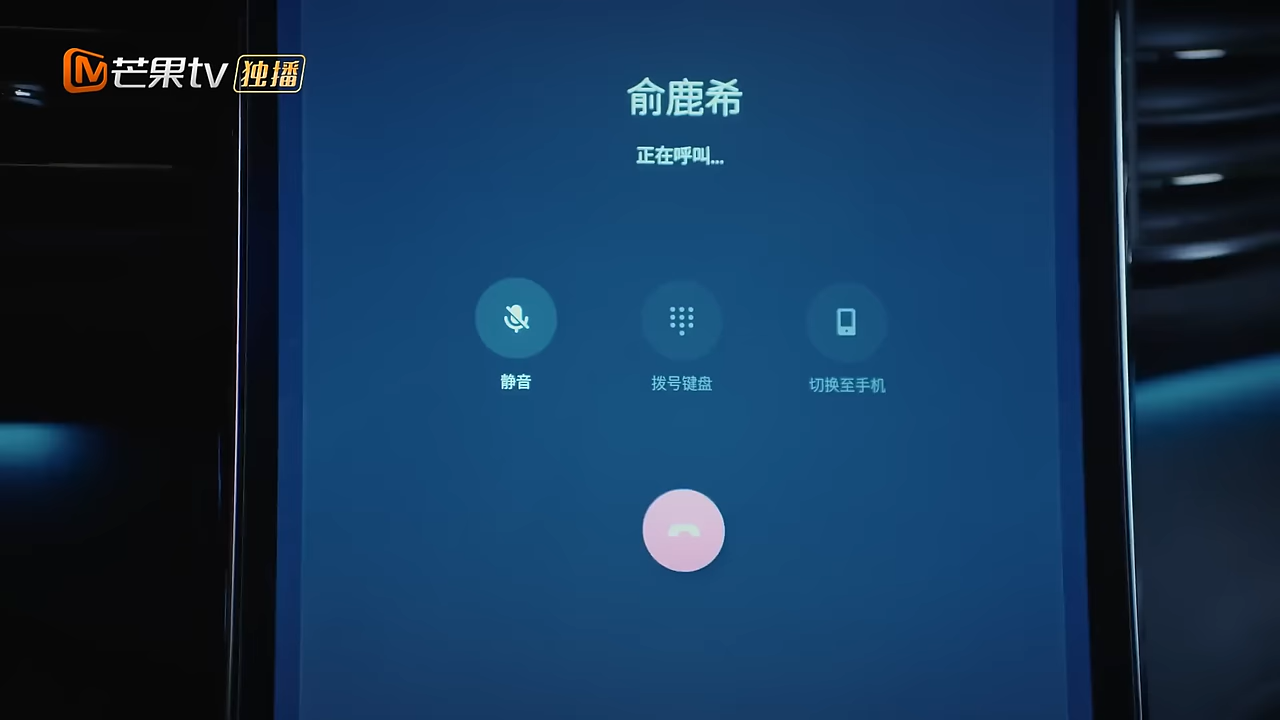 芒果tv 独播
俞鹿希
正在呼叫...
静音
拨号键盘
切换至手机